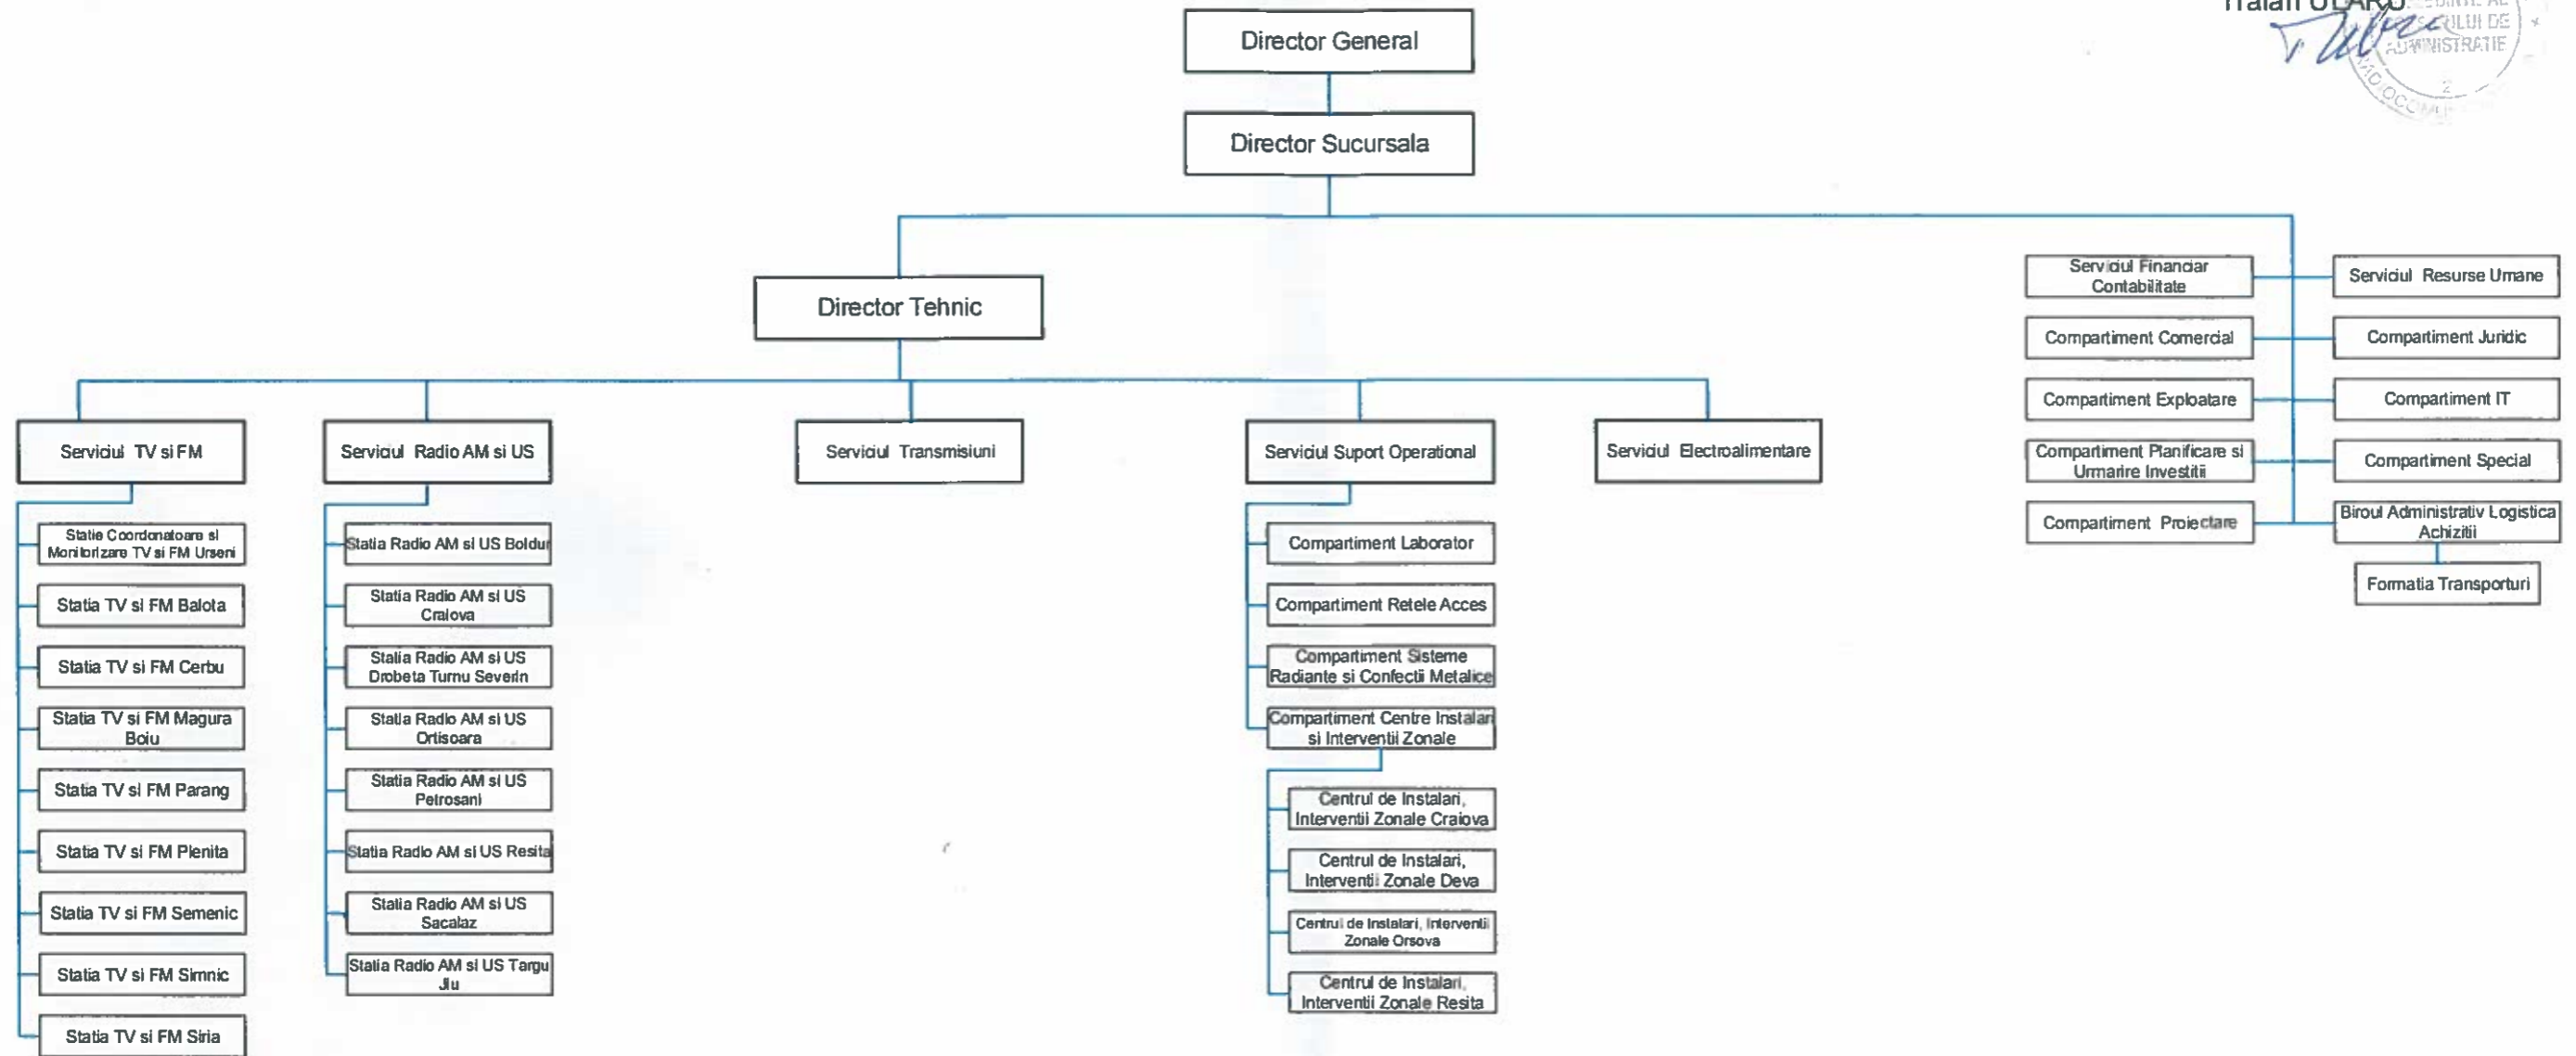 Traian OLARU
ADMINISTRATIE
Director General
Director Sucursala
Director Tehnic
Serviciul Financiar
Contabilitate
Serviciul Resurse Umane
Compartiment Comercial
Compartiment Juridic
Compartiment Exploatare
Compartiment IT
Compartiment Planificare si
Urmarire Investitii
Compartiment Special
Compartiment Proiectare
Biroul Administrativ Logistica
Achizitii
Formatia Transporturi
Serviciul TV si FM
Serviciul Radio AM si US
Serviciul Transmisiuni
Serviciul Suport Operational
Serviciul Electroalimentare
Statie Coordonatoare si
Monitorizare TV si FM Urseni
Statia TV si FM Balota
Statia TV si FM Cerbu
Statia TV si FM Magura
Boiu
Statia TV si FM Parang
Statia TV si FM Plenita
Statia TV si FM Semenic
Statia TV si FM Simnic
Statia TV si FM Siria
Statia Radio AM si US Boldur
Statia Radio AM si US
Craiova
Statia Radio AM si US
Drobeta Turnu Severin
Statia Radio AM si US
Ortisoara
Statia Radio AM si US
Petrosani
Statia Radio AM si US Resita
Statia Radio AM si US
Sacalaz
Statia Radio AM si US Targu
Jiu
Compartiment Laborator
Compartiment Retele Acces
Compartiment Sisteme
Radiante si Confectii Metalice
Compartiment Centre Instalari
si Interventii Zonale
Centrul de Instalari,
Interventii Zonale Craiova
Centrul de Instalari,
Interventii Zonale Deva
Centrul de Instalari, Interventii
Zonale Orsova
Centrul de Instalari,
Interventii Zonale Resita